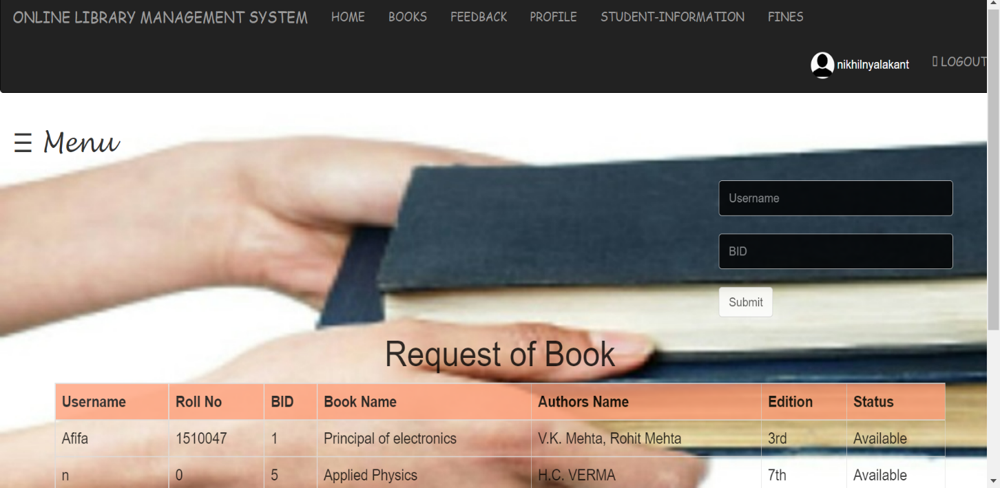 ONLINE LIBRARY MANAGEMENT SYSTEM HOME BOOKS FEEDBACK PROFILE STUDENT-INFORMATION FINES
nikhilnyalakant LOGOUT
☰ Menu
Username
BID
Submit
Request of Book
Username Roll No BID Book Name Authors Name Edition Status
Afifa 1510047 1 Principal of electronics V.K. Mehta, Rohit Mehta 3rd Available
n 0 5 Applied Physics H.C. VERMA 7th Available